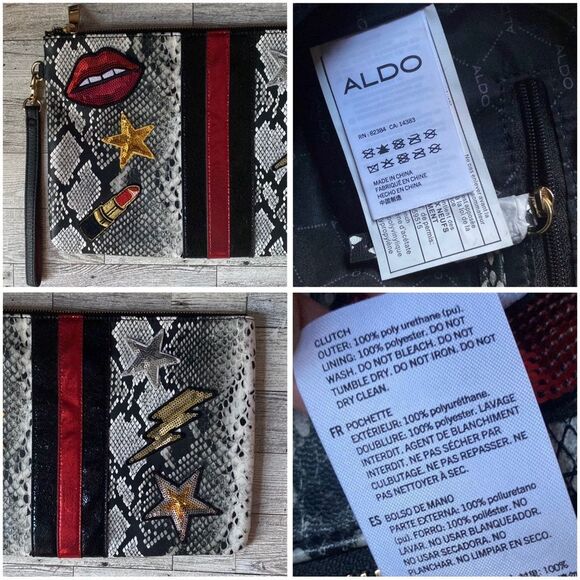 ALDO
RN : 62384 CA: 14383
MADE IN CHINA
FABRIQUÉ EN CHINE
HECHO EN CHINA
中国制造
NEUFS
ALDO
CLUTCH
OUTER: 100% poly urethane (pu).
LINING: 100% polyester. DO NOT
WASH. DO NOT BLEACH. DO NOT
TUMBLE DRY. DO NOT IRON. DO NOT
DRY CLEAN.
FR POCHETTE
EXTÉRIEUR: 100% polyuréthane.
DOUBLURE: 100% polyester. LAVAGE
INTERDIT. AGENT DE BLANCHIMENT
INTERDIT. NE PAS SÉCHER PAR
CULBUTAGE. NE PAS REPASSER. NE
PAS NETTOYER À SEC.
ES BOLSO DE MANO
PARTE EXTERNA: 100% poliuretano
(pu). FORRO: 100% poliéster. NO
LAVAR. NO USAR BLANQUEADOR.
NO USAR SECADORA. NO
PLANCHAR. NO LIMPIAR EN SECO.